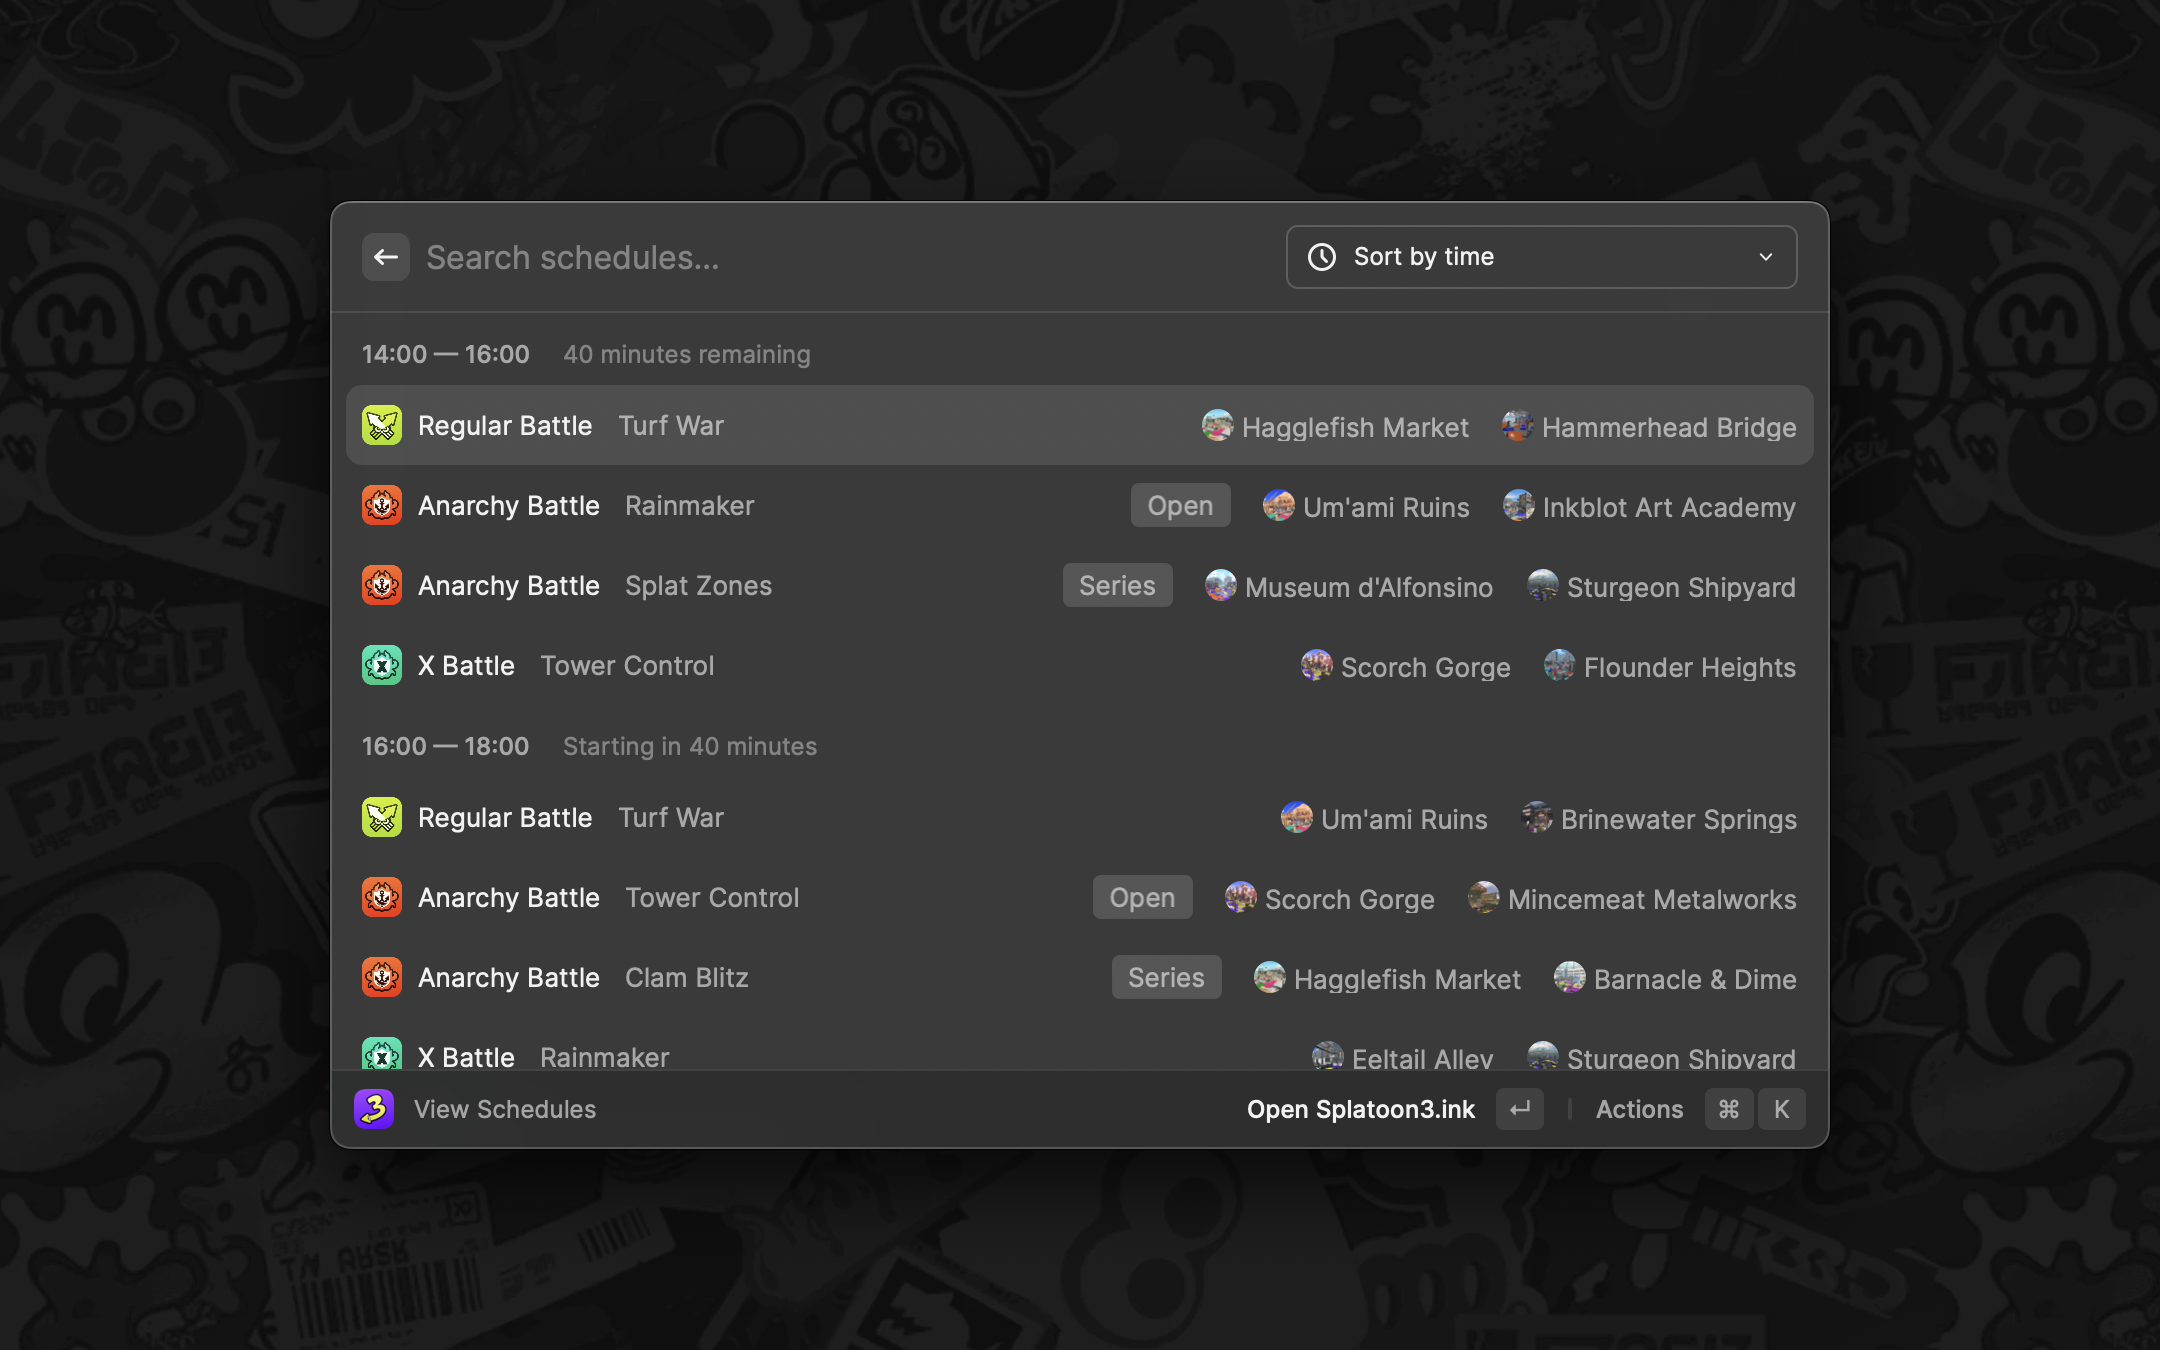 Search schedules...
Sort by time
14:00 — 16:00 40 minutes remaining
Regular Battle Turf War Hagglefish Market Hammerhead Bridge
Anarchy Battle Rainmaker Open Um'ami Ruins Inkblot Art Academy
Anarchy Battle Splat Zones Series Museum d'Alfonsino Sturgeon Shipyard
X Battle Tower Control Scorch Gorge Flounder Heights
16:00 — 18:00 Starting in 40 minutes
Regular Battle Turf War Um'ami Ruins Brinewater Springs
Anarchy Battle Tower Control Open Scorch Gorge Mincemeat Metalworks
Anarchy Battle Clam Blitz Series Hagglefish Market Barnacle & Dime
X Battle Rainmaker Eeltail Alley Sturgeon Shipyard
View Schedules Open Splatoon3.ink ↵ Actions ⌘ K